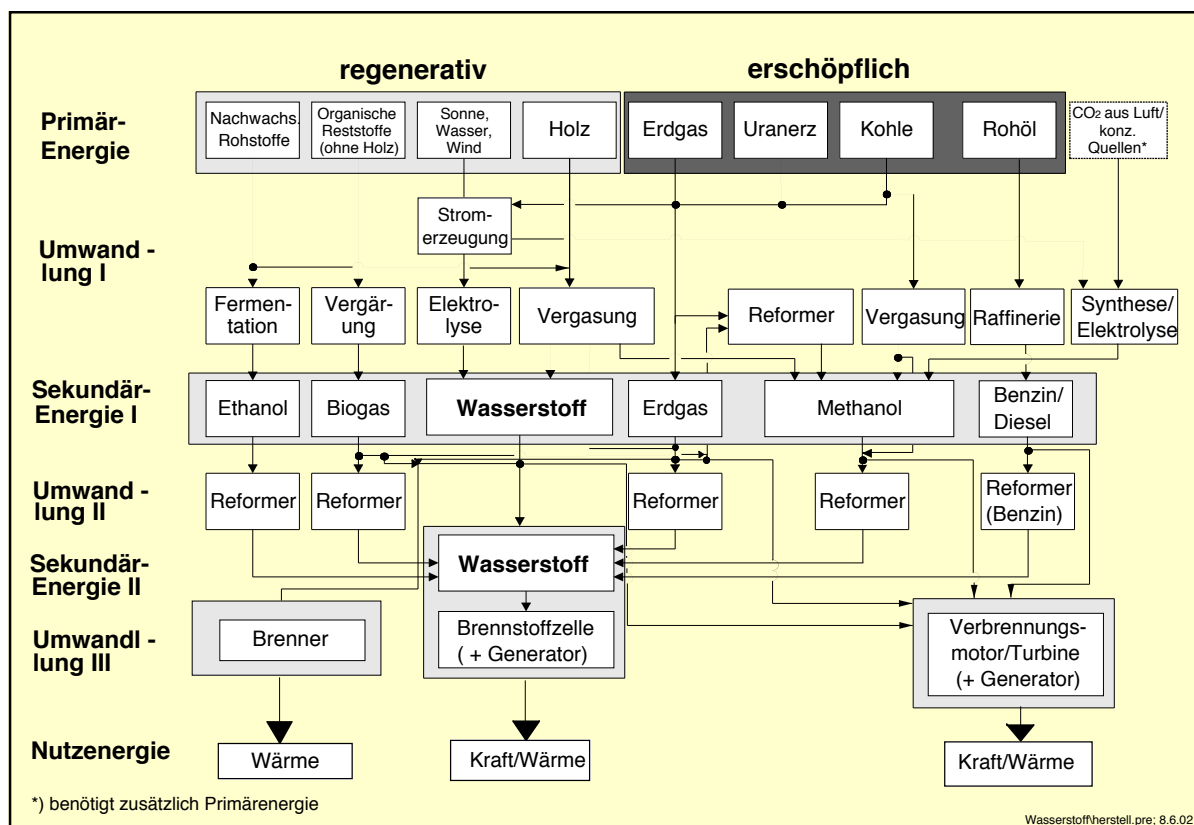 regenerativ
erschöpflich
Primär-
Energie
Nachwachs.
Rohstoffe
Organische
Reststoffe
(ohne Holz)
Sonne,
Wasser,
Wind
Holz
Erdgas
Uranerz
Kohle
Rohöl
CO2 aus Luft/
konz.
Quellen*
Strom-
erzeugung
Umwand -
lung I
Fermen-
tation
Vergär-
ung
Elektro-
lyse
Vergasung
Reformer
Vergasung
Raffinerie
Synthese/
Elektrolyse
Sekundär-
Energie I
Ethanol
Biogas
Wasserstoff
Erdgas
Methanol
Benzin/
Diesel
Umwand -
lung II
Reformer
Reformer
Reformer
Reformer
Reformer
(Benzin)
Sekundär-
Energie II
Wasserstoff
Umwandl -
lung III
Brenner
Brennstoffzelle
( + Generator)
Verbrennungs-
motor/Turbine
(+ Generator)
Nutzenergie
Wärme
Kraft/Wärme
Kraft/Wärme
*) benötigt zusätzlich Primärenergie
Wasserstoff\herstell.pre; 8.6.02